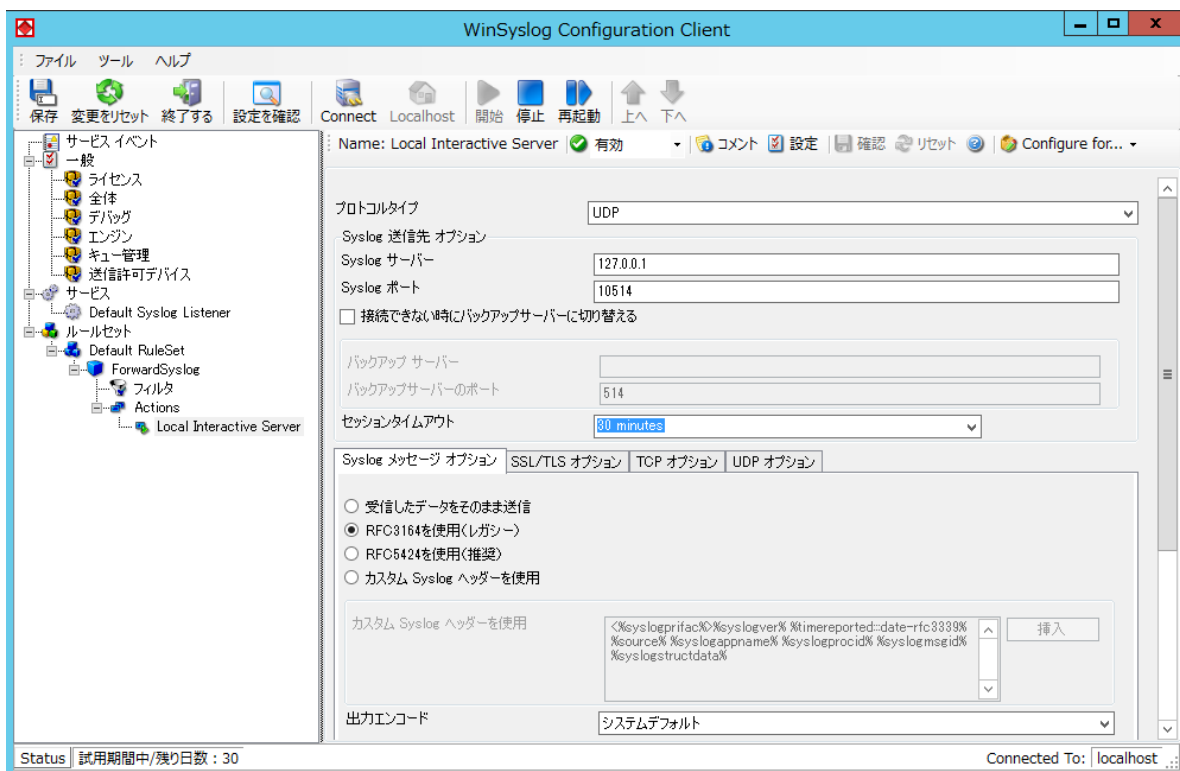 WinSyslog Configuration Client
ファイル ツール ヘルプ
保存 変更をリセット 終了する 設定を確認 Connect Localhost 開始 停止 再起動 上へ 下へ
サービス イベント
一般
ライセンス
全体
デバッグ
エンジン
キュー管理
送信許可デバイス
サービス
Default Syslog Listener
ルールセット
Default RuleSet
ForwardSyslog
フィルタ
Actions
Local Interactive Server
Name: Local Interactive Server 有効 コメント 設定 確認 リセット Configure for...
プロトコルタイプ UDP
Syslog 送信先 オプション
Syslog サーバー 127.0.0.1
Syslog ポート 10514
接続できない時にバックアップサーバーに切り替える
バックアップ サーバー
バックアップサーバーのポート 514
セッションタイムアウト 30 minutes
Syslog メッセージ オプション SSL/TLS オプション TCP オプション UDP オプション
受信したデータをそのまま送信
RFC3164を使用(レガシー)
RFC5424を使用(推奨)
カスタム Syslog ヘッダーを使用
カスタム Syslog ヘッダーを使用
<%syslogprifac%>%syslogver% %timereported:::date-rfc3339%
%source% %syslogappname% %syslogprocid% %syslogmsgid%
%syslogstructdata%
挿入
出力エンコード システムデフォルト
Status 試用期間中/残り日数 : 30 Connected To: localhost